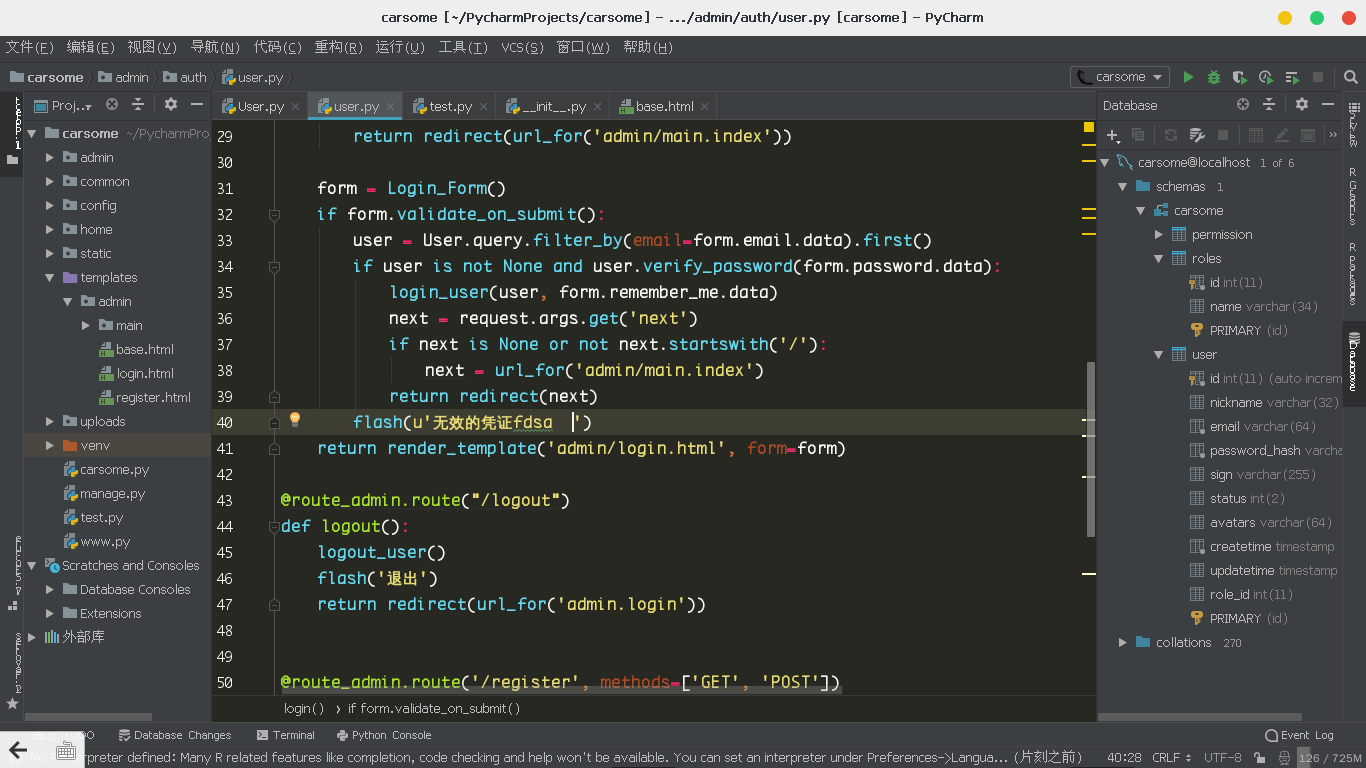 carsome [~/PycharmProjects/carsome] - .../admin/auth/user.py [carsome] - PyCharm
文件(F) 编辑(E) 视图(V) 导航(N) 代码(C) 重构(R) 运行(U) 工具(T) VCS(S) 窗口(W) 帮助(H)
carsome admin auth user.py carsome
Proj... User.py user.py test.py __init__.py base.html Database
carsome ~/PycharmPro
admin
common
config
home
static
templates
admin
main
base.html
login.html
register.html
uploads
venv
carsome.py
manage.py
test.py
www.py
Scratches and Consoles
Database Consoles
Extensions
外部库
29 return redirect(url_for('admin/main.index'))
30
31 form = Login_Form()
32 if form.validate_on_submit():
33 user = User.query.filter_by(email=form.email.data).first()
34 if user is not None and user.verify_password(form.password.data):
35 login_user(user, form.remember_me.data)
36 next = request.args.get('next')
37 if next is None or not next.startswith('/'):
38 next = url_for('admin/main.index')
39 return redirect(next)
40 flash(u'无效的凭证fdsa  ')
41 return render_template('admin/login.html', form=form)
42
43 @route_admin.route("/logout")
44 def logout():
45 logout_user()
46 flash('退出')
47 return redirect(url_for('admin.login'))
48
49
50 @route_admin.route('/register', methods=['GET', 'POST'])
login() › if form.validate_on_submit()
carsome@localhost 1 of 6
schemas 1
carsome
permission
roles
id int(11)
name varchar(34)
PRIMARY (id)
user
id int(11) (auto increm
nickname varchar(32)
email varchar(64)
password_hash varcha
sign varchar(255)
status int(2)
avatars varchar(64)
createtime timestamp
updatetime timestamp
role_id int(11)
PRIMARY (id)
collations 270
TODO Database Changes Terminal Python Console Event Log
terpreter defined: Many R related features like completion, code checking and help won't be available. You can set an interpreter under Preferences->Langua... (片刻之前) 40:28 CRLF UTF-8 126 / 725M